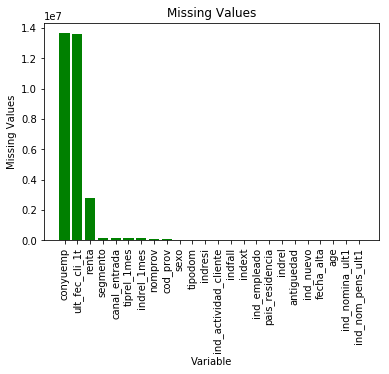 Missing Values
1e7
1.4
1.2
1.0
0.8
0.6
0.4
0.2
0.0
Missing Values
conyuemp
ult_fec_cli_1t
renta
segmento
canal_entrada
tiprel_1mes
indrel_1mes
nomprov
cod_prov
sexo
tipodom
indresi
ind_actividad_cliente
indfall
indext
ind_empleado
pais_residencia
indrel
antiguedad
ind_nuevo
fecha_alta
age
ind_nomina_ult1
ind_nom_pens_ult1
Variable